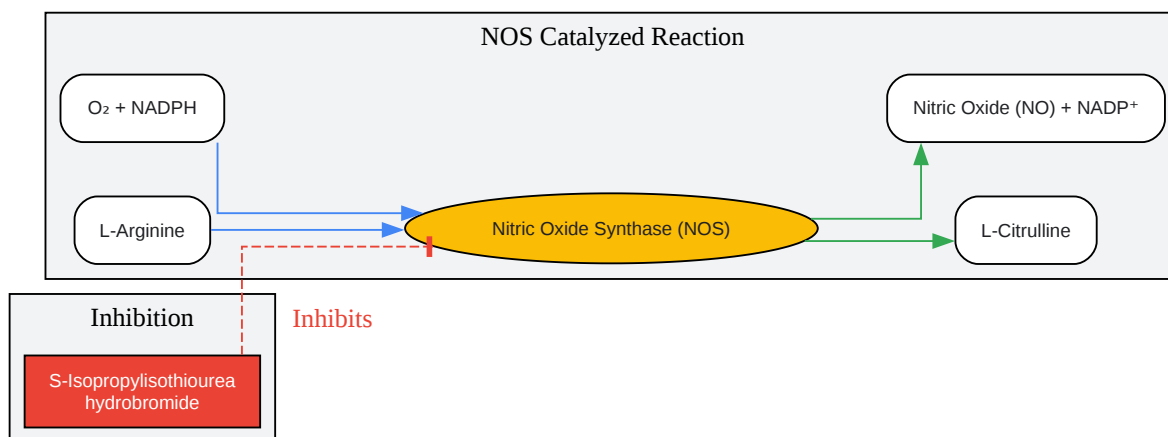 NOS Catalyzed Reaction
O₂ + NADPH
Nitric Oxide (NO) + NADP⁺
L-Arginine
Nitric Oxide Synthase (NOS)
L-Citrulline
Inhibition
Inhibits
S-Isopropylisothiourea
hydrobromide